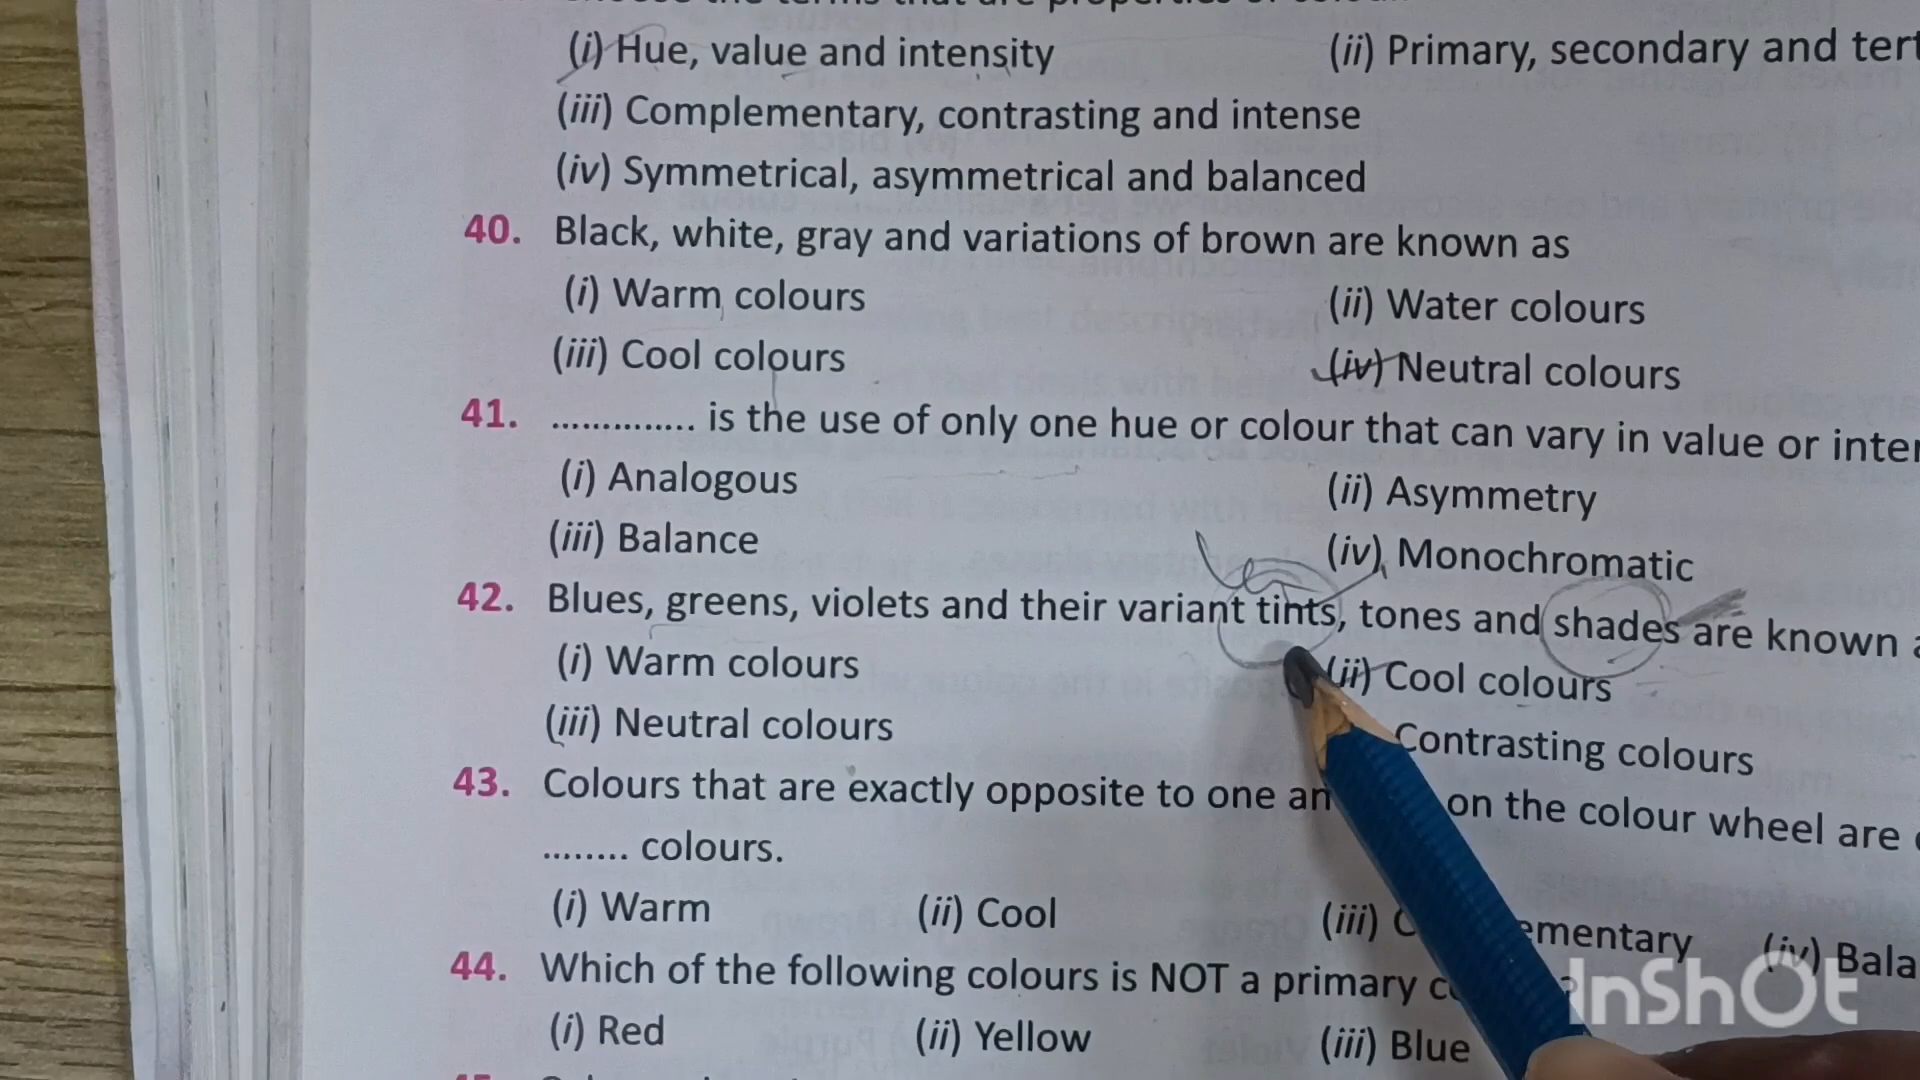 (i) Hue, value and intensity (ii) Primary, secondary and
(iii) Complementary, contrasting and intense
(iv) Symmetrical, asymmetrical and balanced
40. Black, white, gray and variations of brown are known as
(i) Warm colours (ii) Water colours
(iii) Cool colours (iv) Neutral colours
41. .............. is the use of only one hue or colour that can vary in value or
(i) Analogous (ii) Asymmetry
(iii) Balance (iv) Monochromatic
42. Blues, greens, violets and their variant tints, tones and shades are known
(i) Warm colours (ii) Cool colours
(iii) Neutral colours Contrasting colours
43. Colours that are exactly opposite to one on the colour wheel are
........ colours.
(i) Warm (ii) Cool (iii) (iv)
44. Which of the following colours is NOT a primary
(i) Red (ii) Yellow (iii) Blue
InShOt